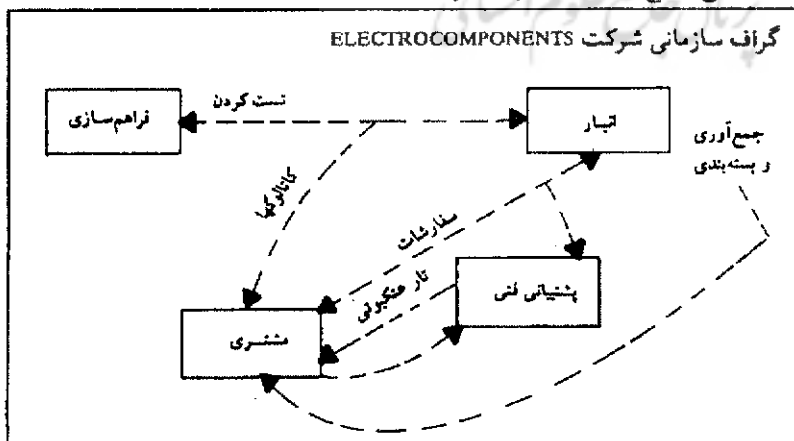 گراف سازمانی شرکت ELECTROCOMPONENTS
فراهم‌سازی
تست کردن
انبار
جمع‌آوری
و بسته‌بندی
کاتالوگها
سفارشات
تار عنکبوتی
پشتیبانی فنی
مشتری